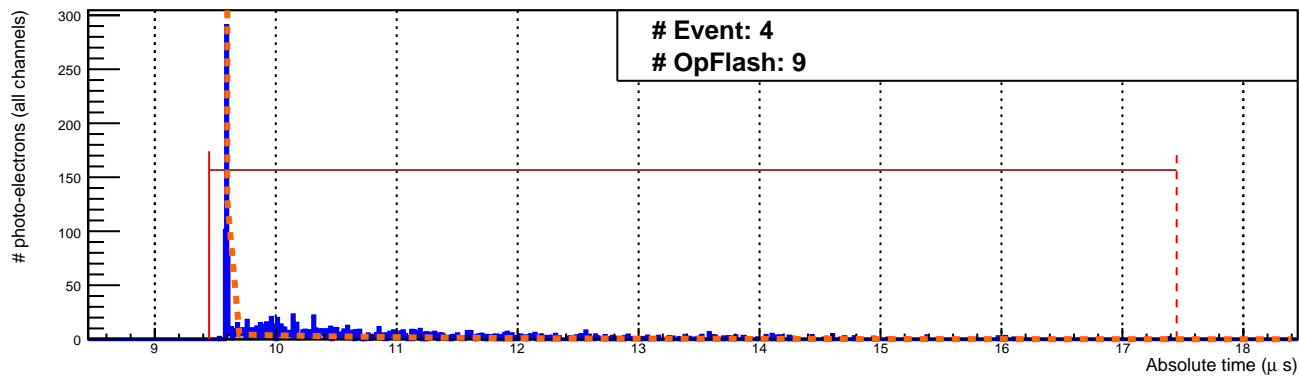 # Event: 4
# OpFlash: 9
# photo-electrons (all channels)
300
250
200
150
100
50
0
9 10 11 12 13 14 15 16 17 18
Absolute time (μ s)